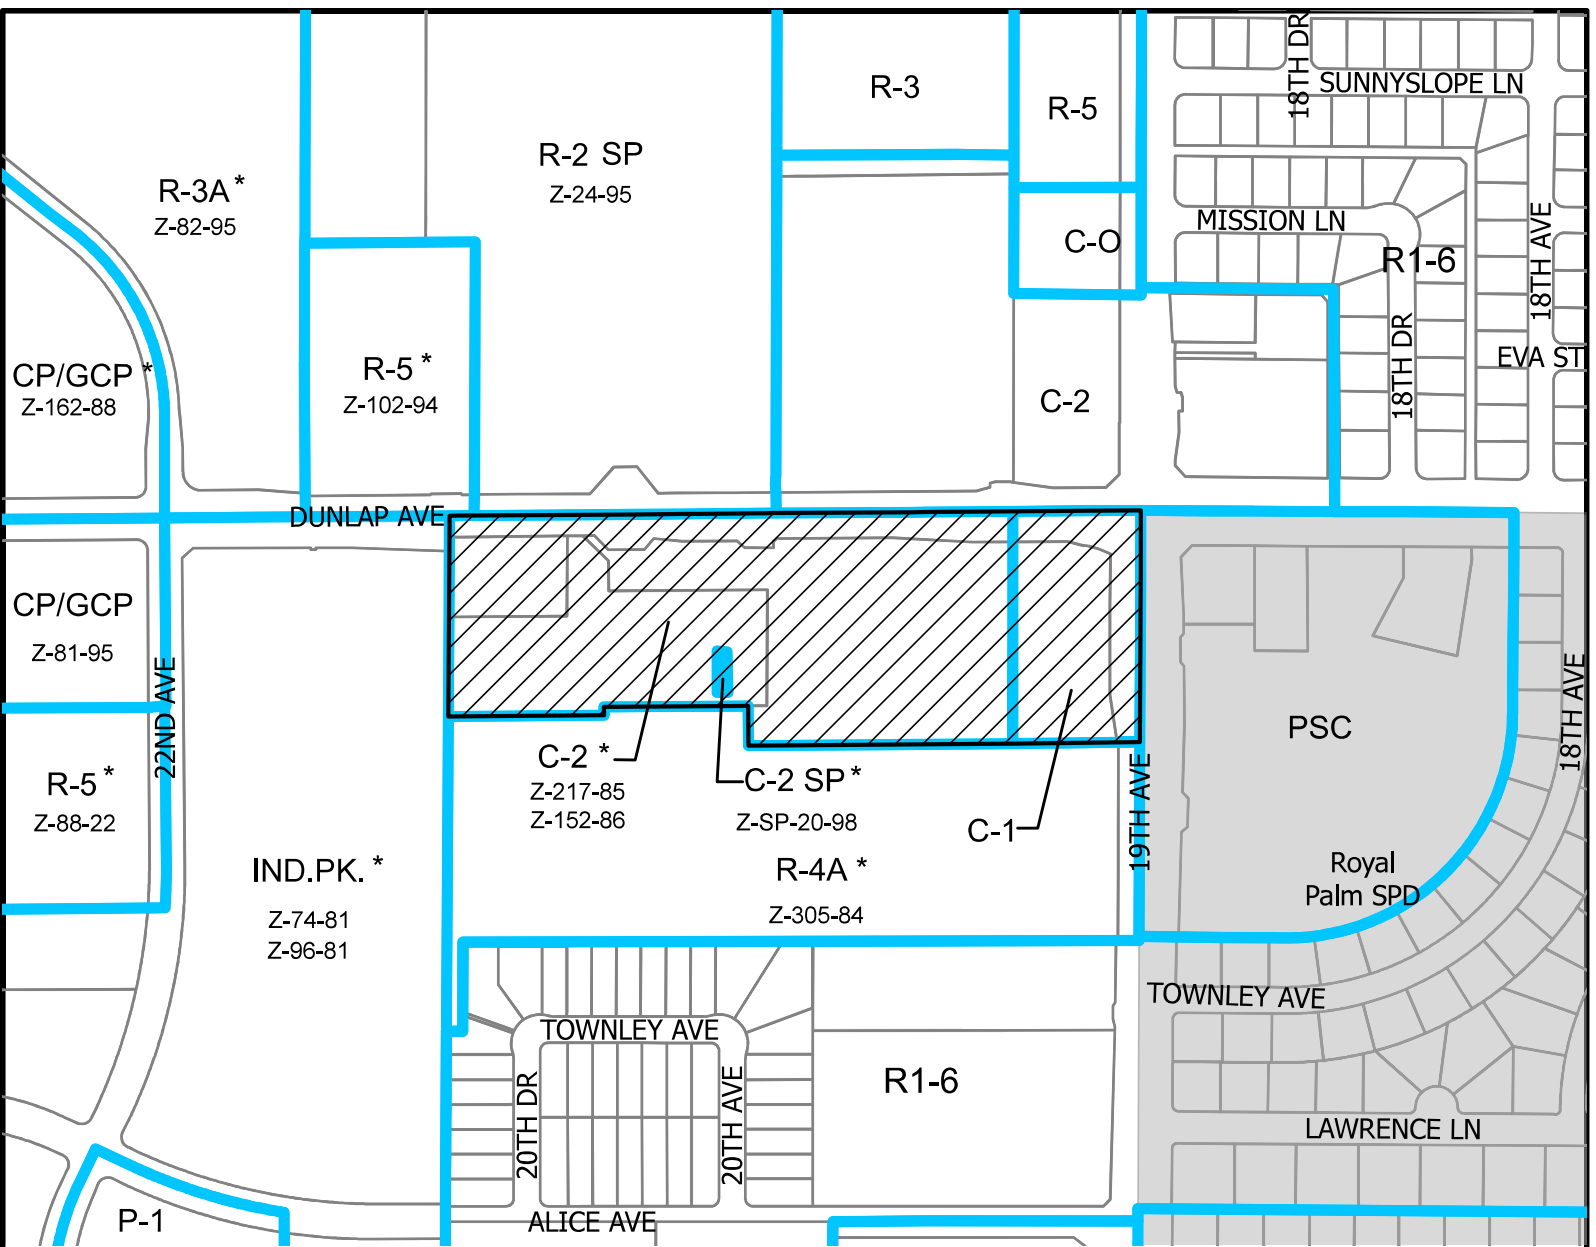 18TH DR
SUNNYSLOPE LN
R-3
R-5
R-2 SP
Z-24-95
R-3A *
Z-82-95
MISSION LN
18TH AVE
C-O
R1-6
CP/GCP *
Z-162-88
R-5 *
Z-102-94
C-2
18TH DR
EVA ST
DUNLAP AVE
CP/GCP
Z-81-95
22ND AVE
18TH AVE
PSC
C-2 *
Z-217-85
Z-152-86
C-2 SP *
Z-SP-20-98
C-1
19TH AVE
R-5 *
Z-88-22
IND.PK. *
Z-74-81
Z-96-81
R-4A *
Z-305-84
Royal
Palm SPD
TOWNLEY AVE
TOWNLEY AVE
20TH DR
20TH AVE
R1-6
LAWRENCE LN
P-1
ALICE AVE